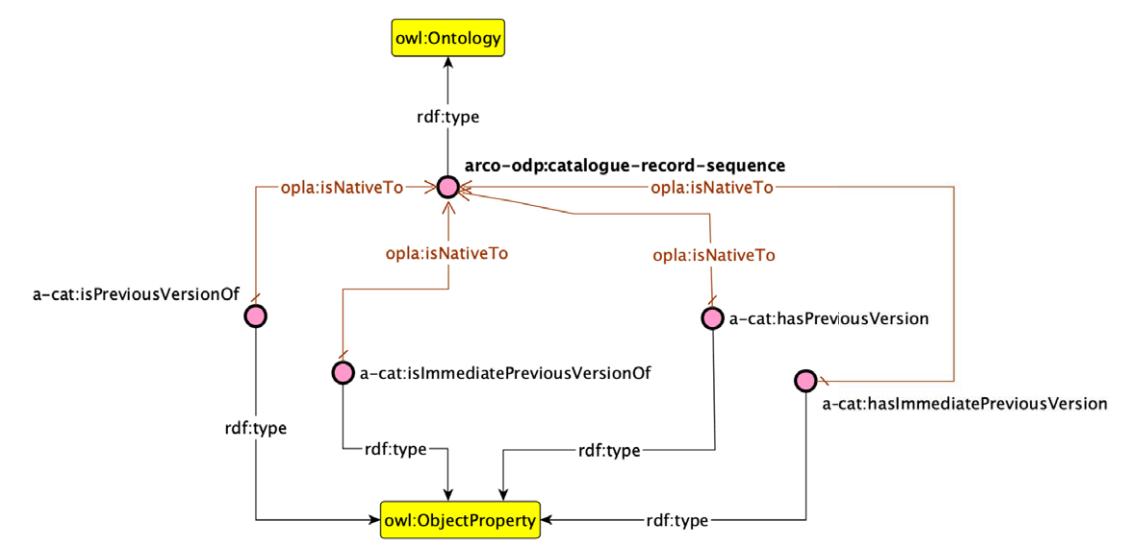 owl:Ontology
rdf:type
arco-odp:catalogue-record-sequence
opla:isNativeTo
opla:isNativeTo
opla:isNativeTo
opla:isNativeTo
a-cat:isPreviousVersionOf
a-cat:hasPreviousVersion
a-cat:isImmediatePreviousVersionOf
a-cat:hasImmediatePreviousVersion
rdf:type
rdf:type
rdf:type
owl:ObjectProperty
rdf:type